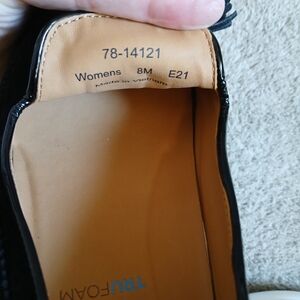 78-14121
Womens 8M E21
Made in Vietnam
TRUFOAM